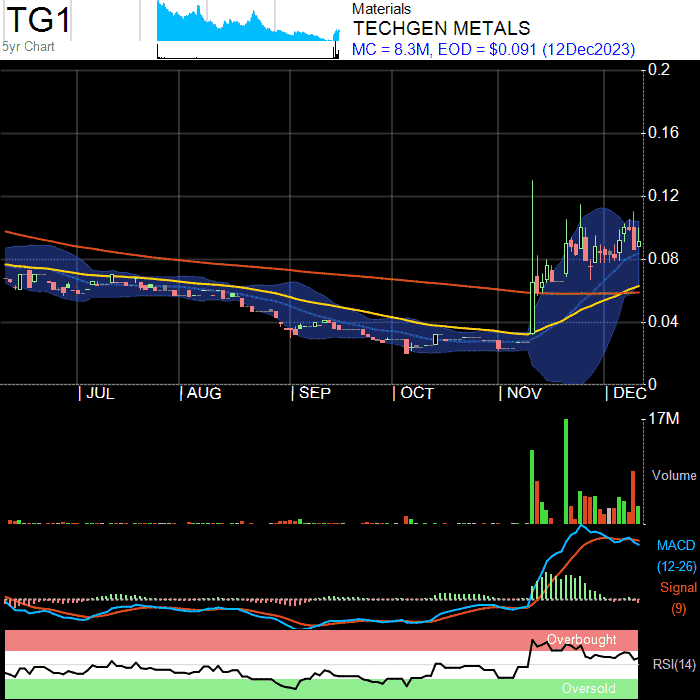 TG1
5yr Chart
Materials
TECHGEN METALS
MC = 8.3M, EOD = $0.091 (12Dec2023)
0.2
0.16
0.12
0.08
0.04
0
JUL AUG SEP OCT NOV DEC
17M
Volume
MACD
(12-26)
Signal
(9)
Overbought
RSI(14)
Oversold